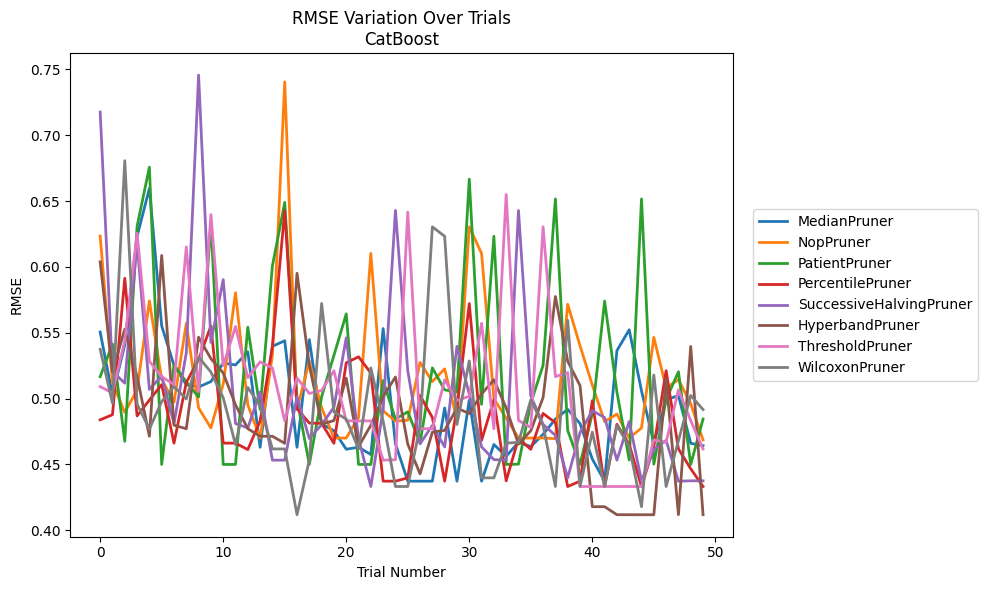 RMSE Variation Over Trials
CatBoost
RMSE
0.75
0.70
0.65
0.60
0.55
0.50
0.45
0.40
0
10
20
30
40
50
Trial Number
MedianPruner
NopPruner
PatientPruner
PercentilePruner
SuccessiveHalvingPruner
HyperbandPruner
ThresholdPruner
WilcoxonPruner